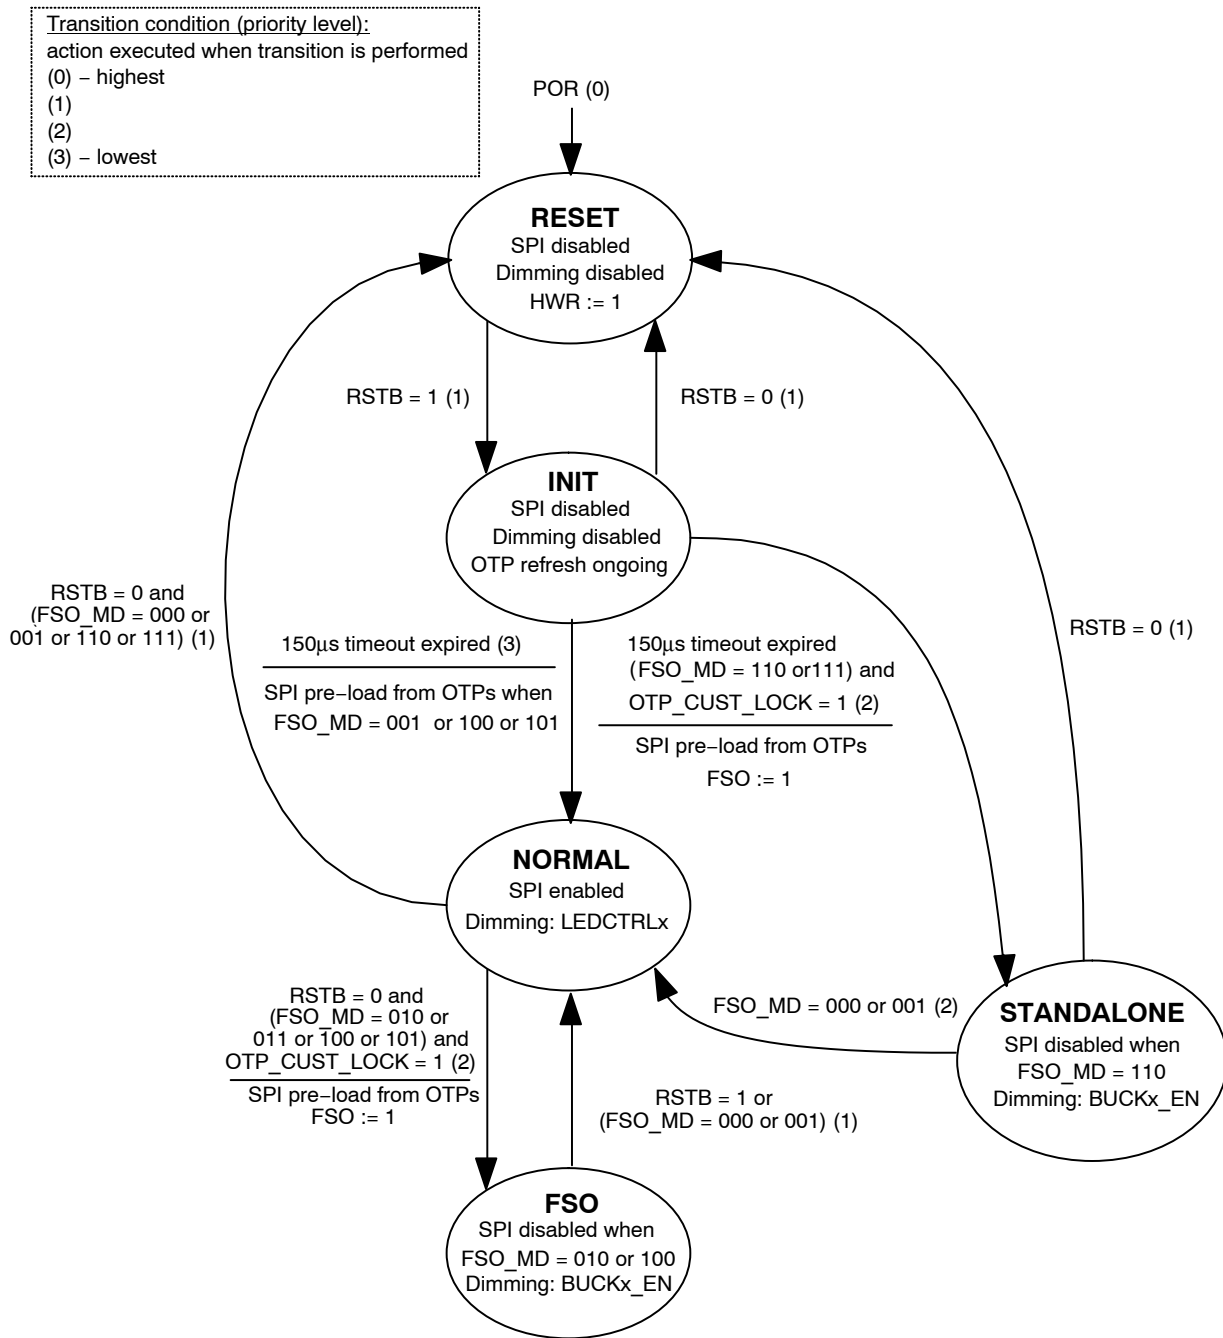 Transition condition (priority level):
action executed when transition is performed
(0) – highest
(1)
(2)
(3) – lowest
POR (0)
RESET
SPI disabled
Dimming disabled
HWR := 1
RSTB = 1 (1)
RSTB = 0 (1)
INIT
SPI disabled
Dimming disabled
OTP refresh ongoing
RSTB = 0 and
(FSO_MD = 000 or
001 or 110 or 111) (1)
150µs timeout expired (3)
SPI pre–load from OTPs when
FSO_MD = 001 or 100 or 101
150µs timeout expired
(FSO_MD = 110 or111) and
OTP_CUST_LOCK = 1 (2)
SPI pre–load from OTPs
FSO := 1
RSTB = 0 (1)
NORMAL
SPI enabled
Dimming: LEDCTRLx
RSTB = 0 and
(FSO_MD = 010 or
011 or 100 or 101) and
OTP_CUST_LOCK = 1 (2)
SPI pre–load from OTPs
FSO := 1
FSO_MD = 000 or 001 (2)
RSTB = 1 or
(FSO_MD = 000 or 001) (1)
STANDALONE
SPI disabled when
FSO_MD = 110
Dimming: BUCKx_EN
FSO
SPI disabled when
FSO_MD = 010 or 100
Dimming: BUCKx_EN